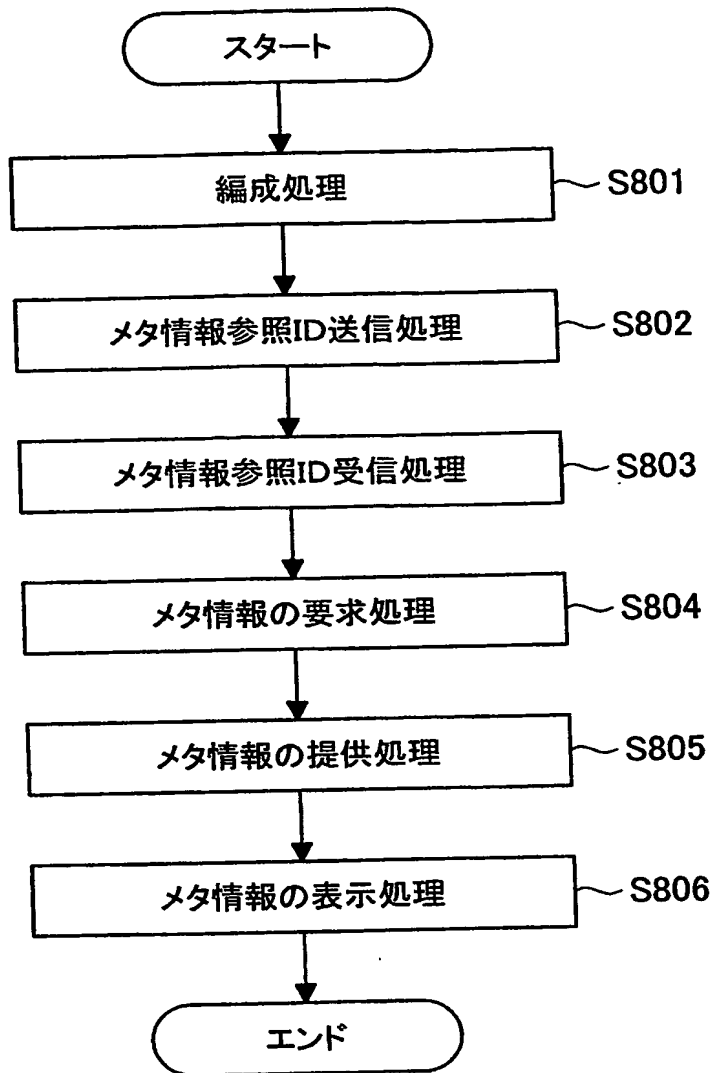 スタート
編成処理 S801
メタ情報参照ID送信処理 S802
メタ情報参照ID受信処理 S803
メタ情報の要求処理 S804
メタ情報の提供処理 S805
メタ情報の表示処理 S806
エンド